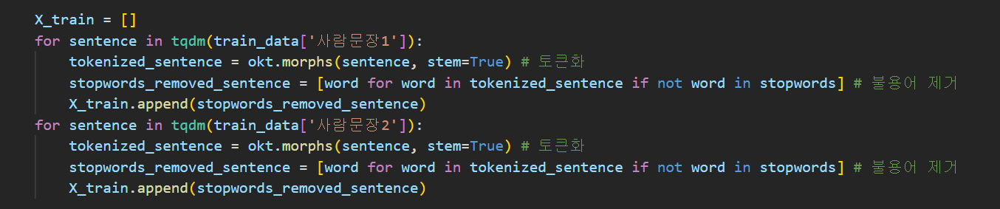 X_train = []
for sentence in tqdm(train_data['사람문장1']):
    tokenized_sentence = okt.morphs(sentence, stem=True) # 토큰화
    stopwords_removed_sentence = [word for word in tokenized_sentence if not word in stopwords] # 불용어 제거
    X_train.append(stopwords_removed_sentence)
for sentence in tqdm(train_data['사람문장2']):
    tokenized_sentence = okt.morphs(sentence, stem=True) # 토큰화
    stopwords_removed_sentence = [word for word in tokenized_sentence if not word in stopwords] # 불용어 제거
    X_train.append(stopwords_removed_sentence)